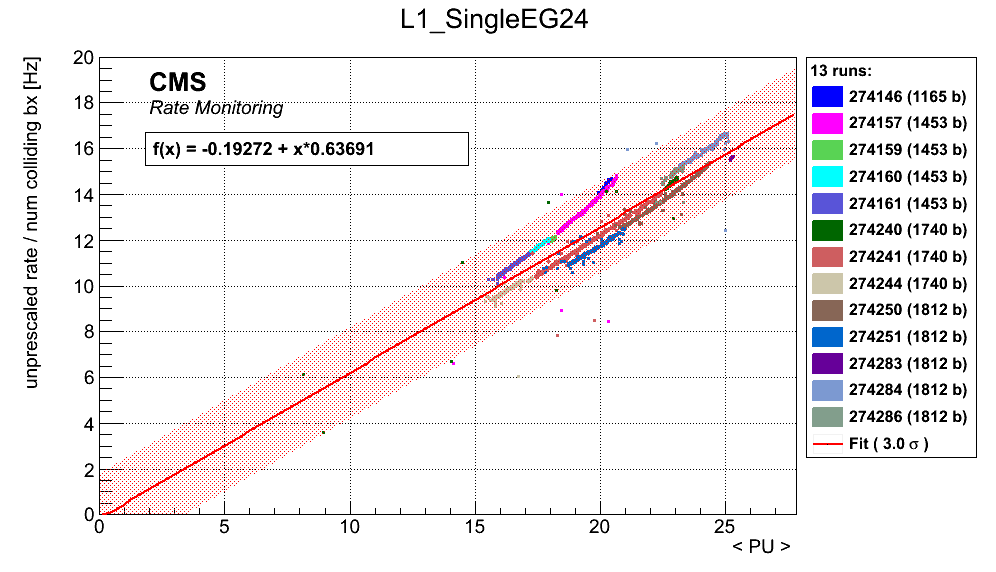 L1_SingleEG24
unprescaled rate / num colliding bx [Hz]
20
18
16
14
12
10
8
6
4
2
0
CMS
Rate Monitoring
f(x) = -0.19272 + x*0.63691
0
5
10
15
20
25
< PU >
13 runs:
274146 (1165 b)
274157 (1453 b)
274159 (1453 b)
274160 (1453 b)
274161 (1453 b)
274240 (1740 b)
274241 (1740 b)
274244 (1740 b)
274250 (1812 b)
274251 (1812 b)
274283 (1812 b)
274284 (1812 b)
274286 (1812 b)
Fit ( 3.0 σ )